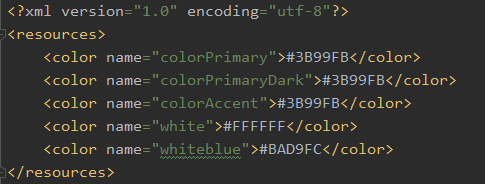 <?xml version="1.0" encoding="utf-8"?>
<resources>
    <color name="colorPrimary">#3B99FB</color>
    <color name="colorPrimaryDark">#3B99FB</color>
    <color name="colorAccent">#3B99FB</color>
    <color name="white">#FFFFFF</color>
    <color name="whiteblue">#BAD9FC</color>
</resources>